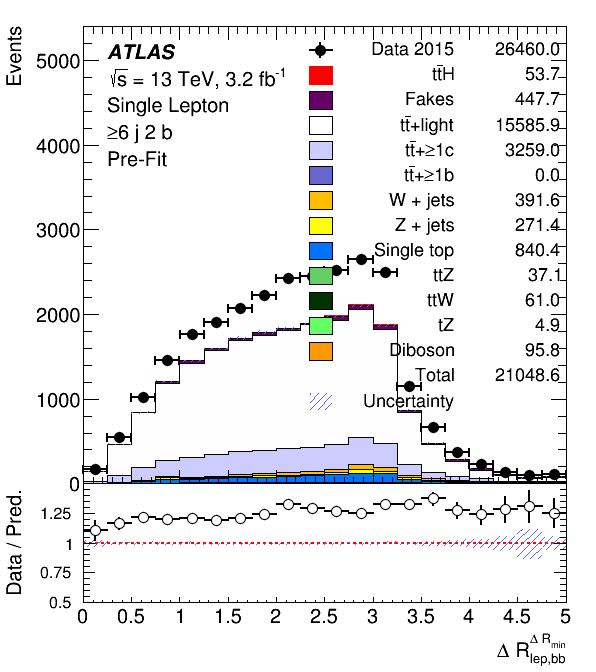 Events
5000
4000
3000
2000
1000
0
ATLAS
√s = 13 TeV, 3.2 fb⁻¹
Single Lepton
≥6 j 2 b
Pre-Fit
Data 2015 26460.0
tt̄H 53.7
Fakes 447.7
tt̄+light 15585.9
tt̄+≥1c 3259.0
tt̄+≥1b 0.0
W + jets 391.6
Z + jets 271.4
Single top 840.4
ttZ 37.1
ttW 61.0
tZ 4.9
Diboson 95.8
Total 21048.6
Uncertainty
Data / Pred.
1.25
1
0.75
0.5
0 0.5 1 1.5 2 2.5 3 3.5 4 4.5 5
Δ R^{Δ R_min}_{lep,bb}